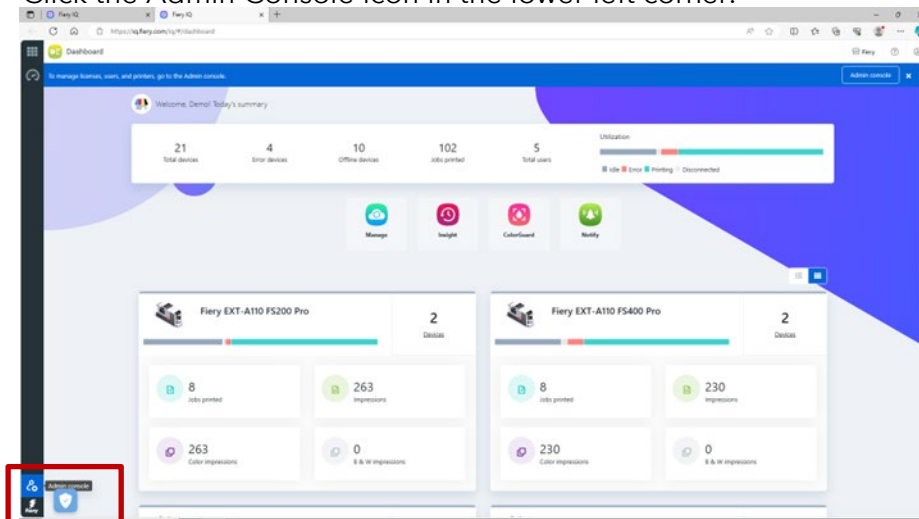 Click the Admin Console icon in the lower left corner.
Fiery IQ
Fiery IQ
https://iq.fiery.com/iq/#/dashboard
Dashboard
Fiery
To manage licenses, users, and printers, go to the Admin console.
Admin console
Welcome, Demo! Today's summary
21
Total devices
4
Error devices
10
Offline devices
102
Jobs printed
5
Total users
Utilization
Idle Error Printing Disconnected
Manage
Insight
ColorGuard
Notify
Fiery EXT-A110 FS200 Pro
2
Devices
8
Jobs printed
263
Impressions
263
Color impressions
0
B & W impressions
Fiery EXT-A110 FS400 Pro
2
Devices
8
Jobs printed
230
Impressions
230
Color impressions
0
B & W impressions
Admin console
Fiery